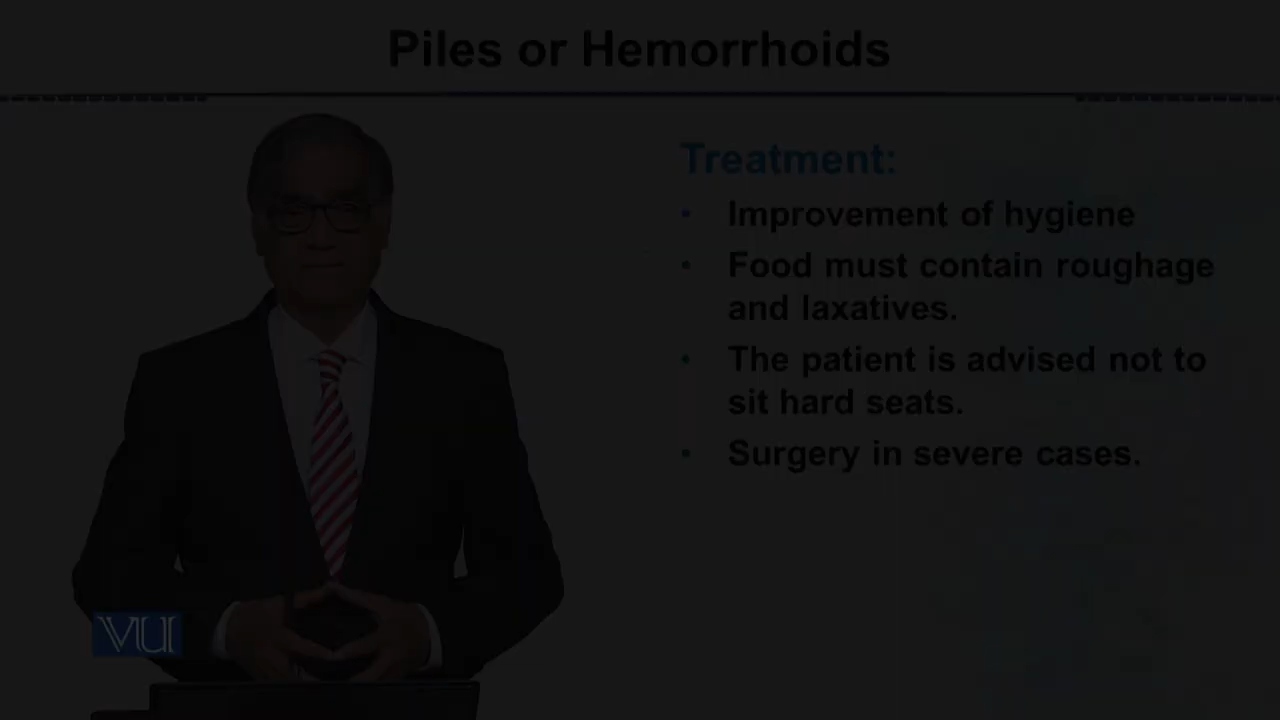 Piles or Hemorrhoids
Treatment:
• Improvement of hygiene
• Food must contain roughage
and laxatives.
• The patient is advised not to
sit hard seats.
• Surgery in severe cases.
VU